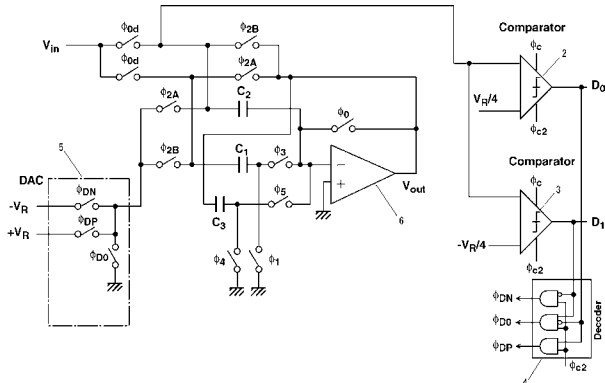 Vin
ϕ0d
ϕ0d
ϕ2B
ϕ2A
ϕ2A
C2
ϕ0
ϕ2B
C1
ϕ3
C3
ϕ5
ϕ4
ϕ1
−
+
Vout
6
5
DAC
-VR
ϕDN
+VR
ϕDP
ϕD0
Comparator
ϕc
2
D0
VR/4
ϕc2
Comparator
ϕc
3
D1
-VR/4
ϕc2
ϕDN
ϕD0
ϕDP
Decoder
ϕc2
4